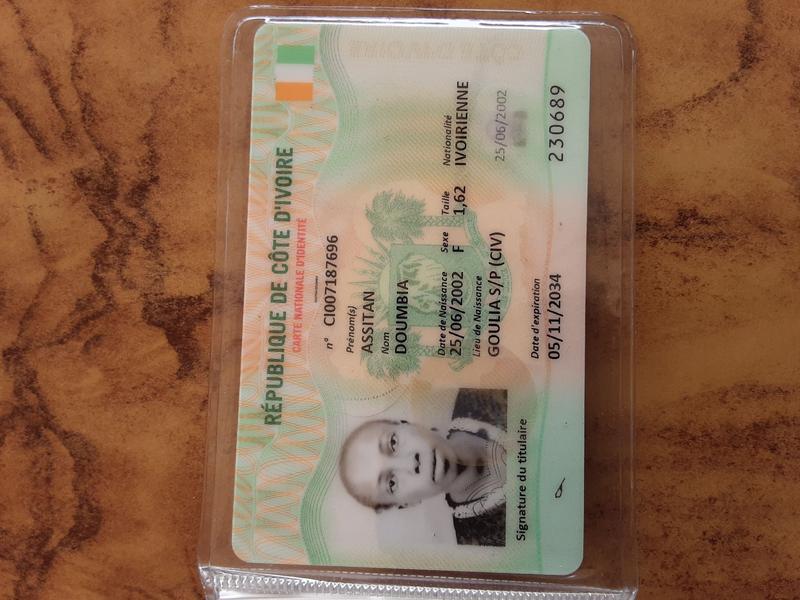 RÉPUBLIQUE DE CÔTE D'IVOIRE
CARTE NATIONALE D'IDENTITÉ
n° CI007187696
Prénom(s)
ASSITAN
Nom
DOUMBIA
Date de Naissance Sexe Taille Nationalité
25/06/2002 F 1,62 IVOIRIENNE
Lieu de Naissance
GOULIA S/P (CIV)
25/06/2002
Signature du titulaire
Date d'expiration
05/11/2034
230689